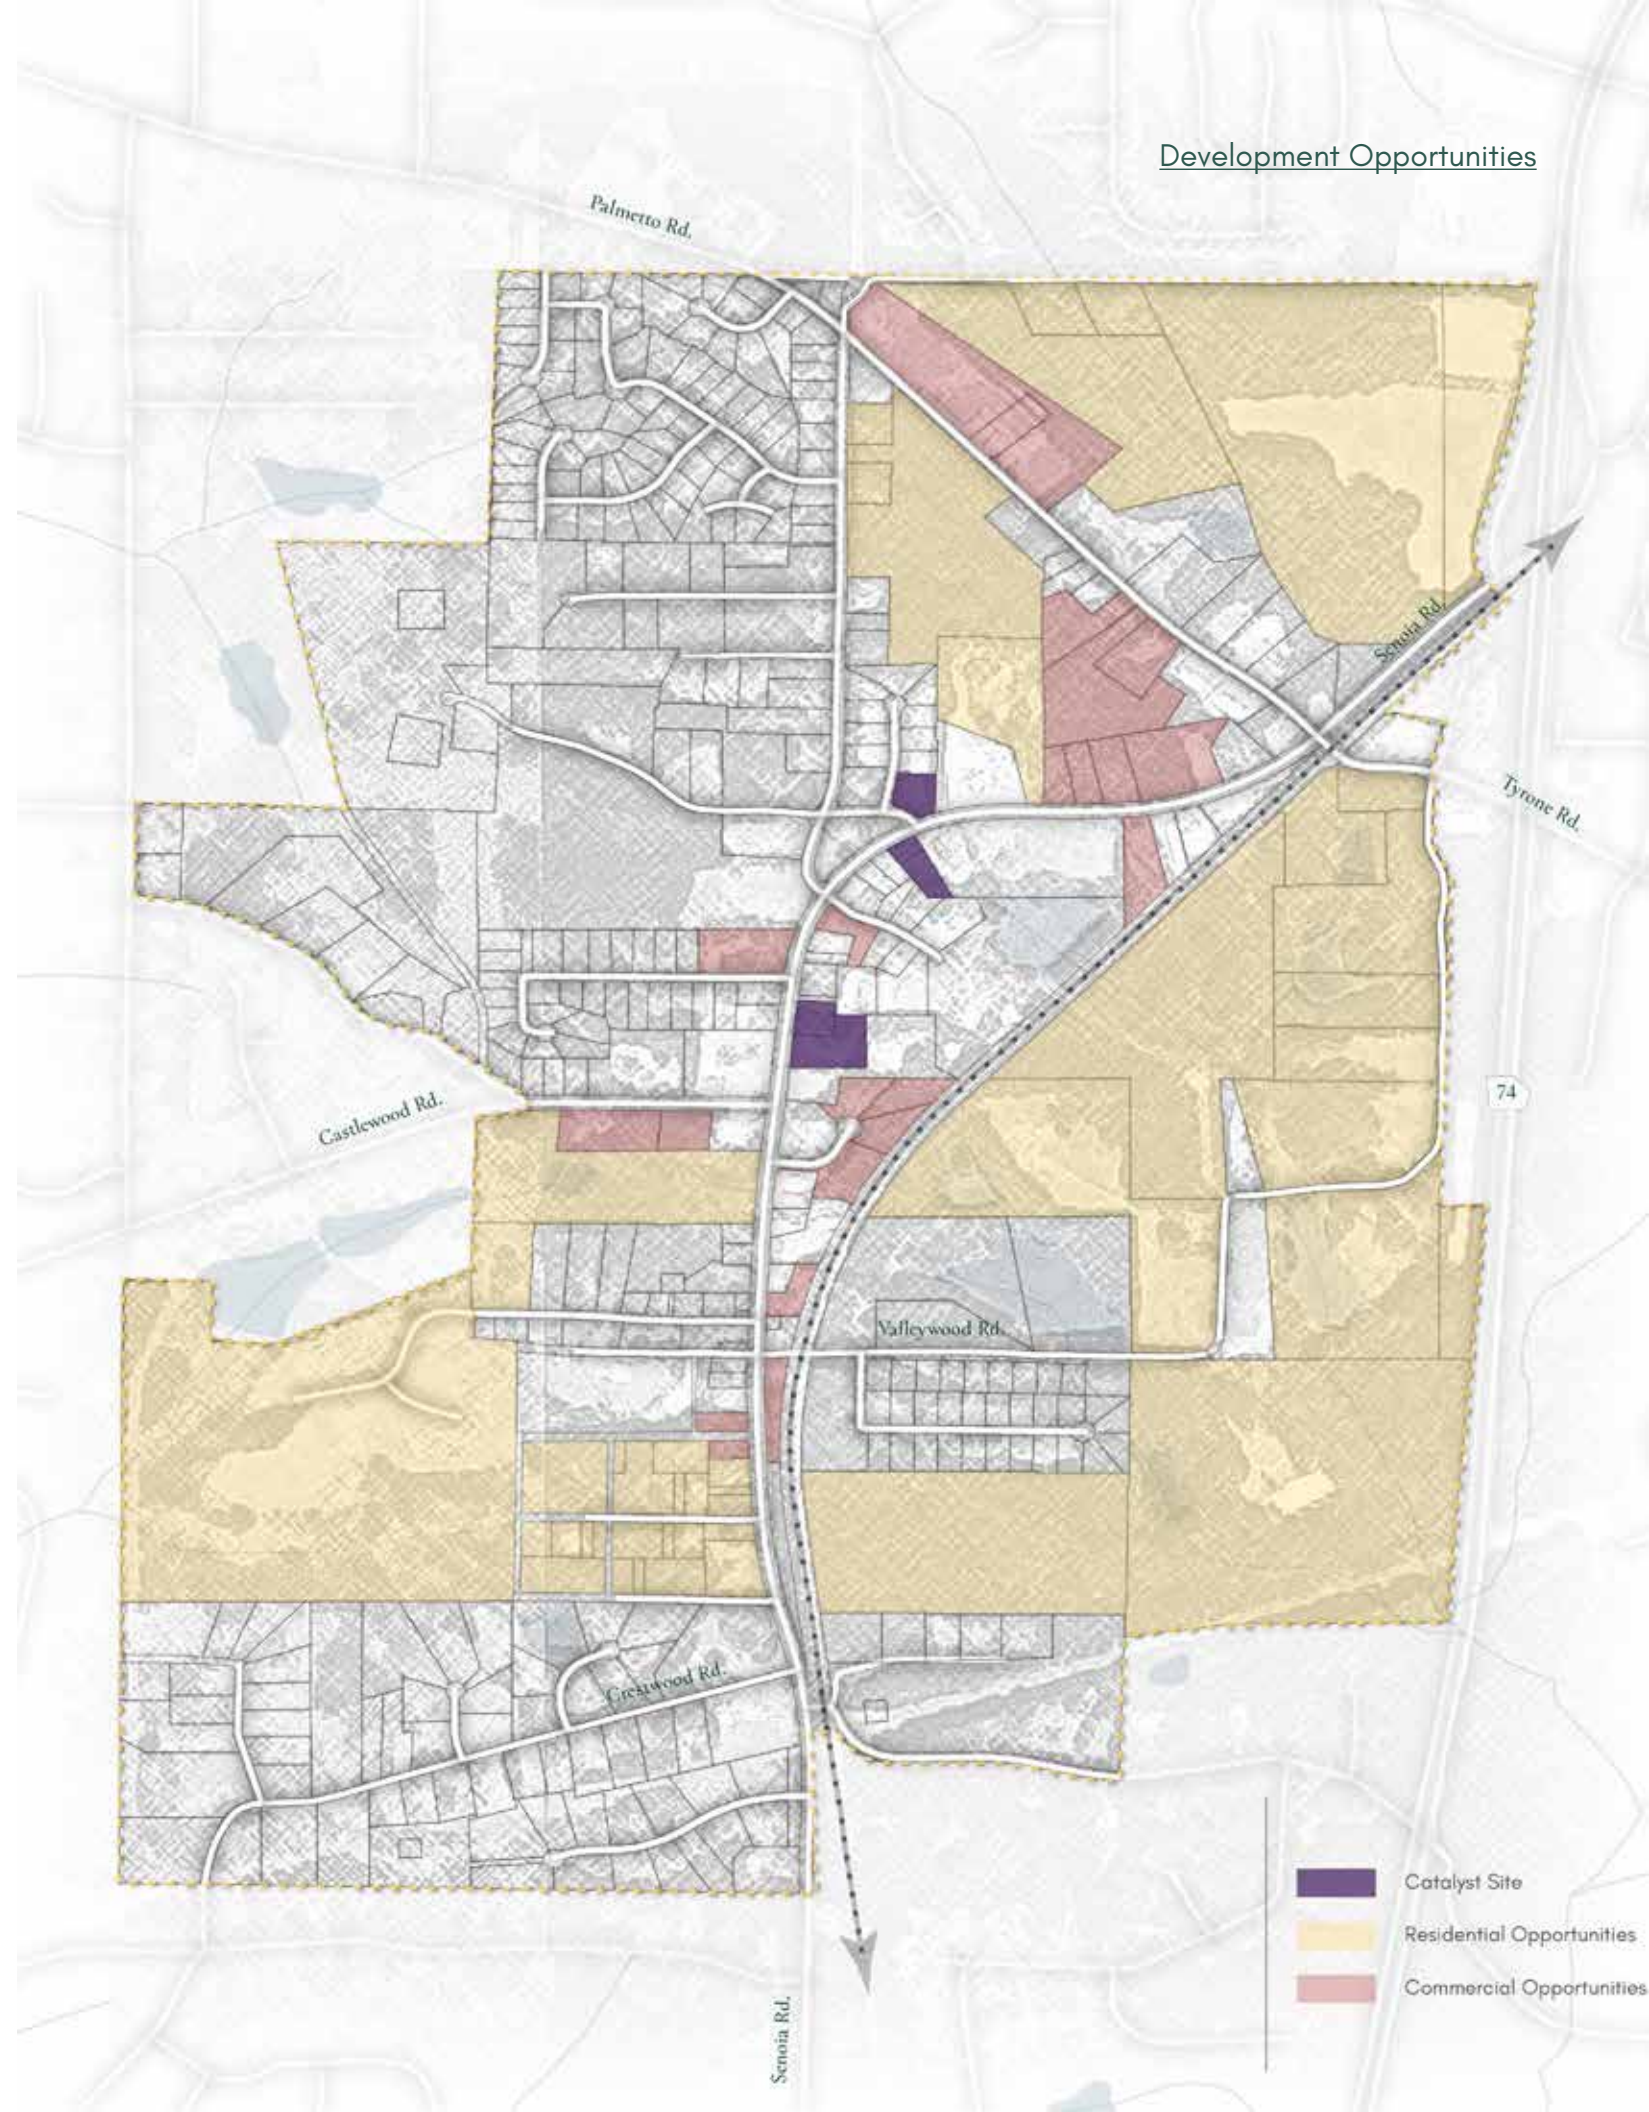 Development Opportunities
Palmetto Rd.
Senoia Rd.
Tyrone Rd.
74
Castlewood Rd.
Valleywood Rd.
Crestwood Rd.
Catalyst Site
Residential Opportunities
Commercial Opportunities
Senoia Rd.